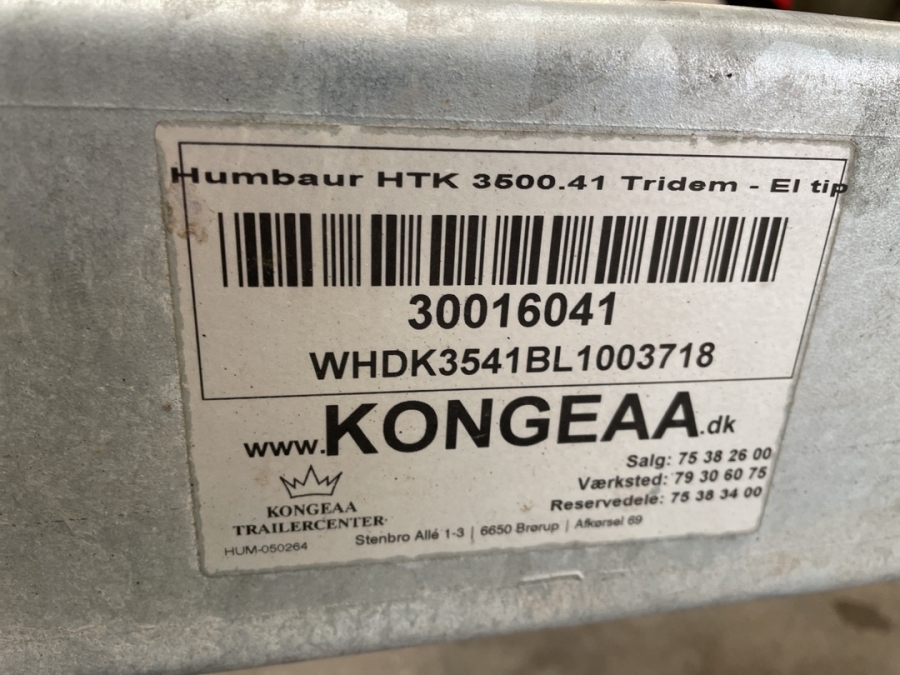 Humbaur HTK 3500.41 Tridem - El tip
30016041
WHDK3541BL1003718
www.KONGEAA.dk
Salg: 75 38 26 00
Værksted: 79 30 60 75
Reservedele: 75 38 34 00
KONGEAA
TRAILERCENTER
Stenbro Allé 1-3 | 6650 Brørup | Afkørsel 69
HUM-050264